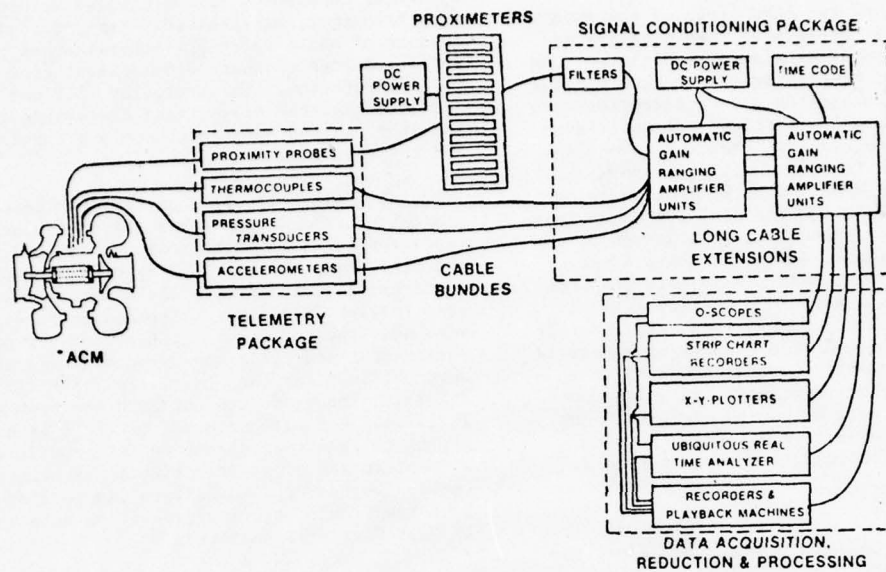 PROXIMETERS
SIGNAL CONDITIONING PACKAGE
DC
POWER
SUPPLY
FILTERS
DC POWER
SUPPLY
TIME CODE
AUTOMATIC
GAIN
RANGING
AMPLIFIER
UNITS
AUTOMATIC
GAIN
RANGING
AMPLIFIER
UNITS
PROXIMITY PROBES
THERMOCOUPLES
PRESSURE
TRANSDUCERS
ACCELEROMETERS
LONG CABLE
EXTENSIONS
CABLE
BUNDLES
TELEMETRY
PACKAGE
*ACM
O-SCOPES
STRIP CHART
RECORDERS
X-Y-PLOTTERS
UBIQUITOUS REAL
TIME ANALYZER
RECORDERS &
PLAYBACK MACHINES
DATA ACQUISITION,
REDUCTION & PROCESSING